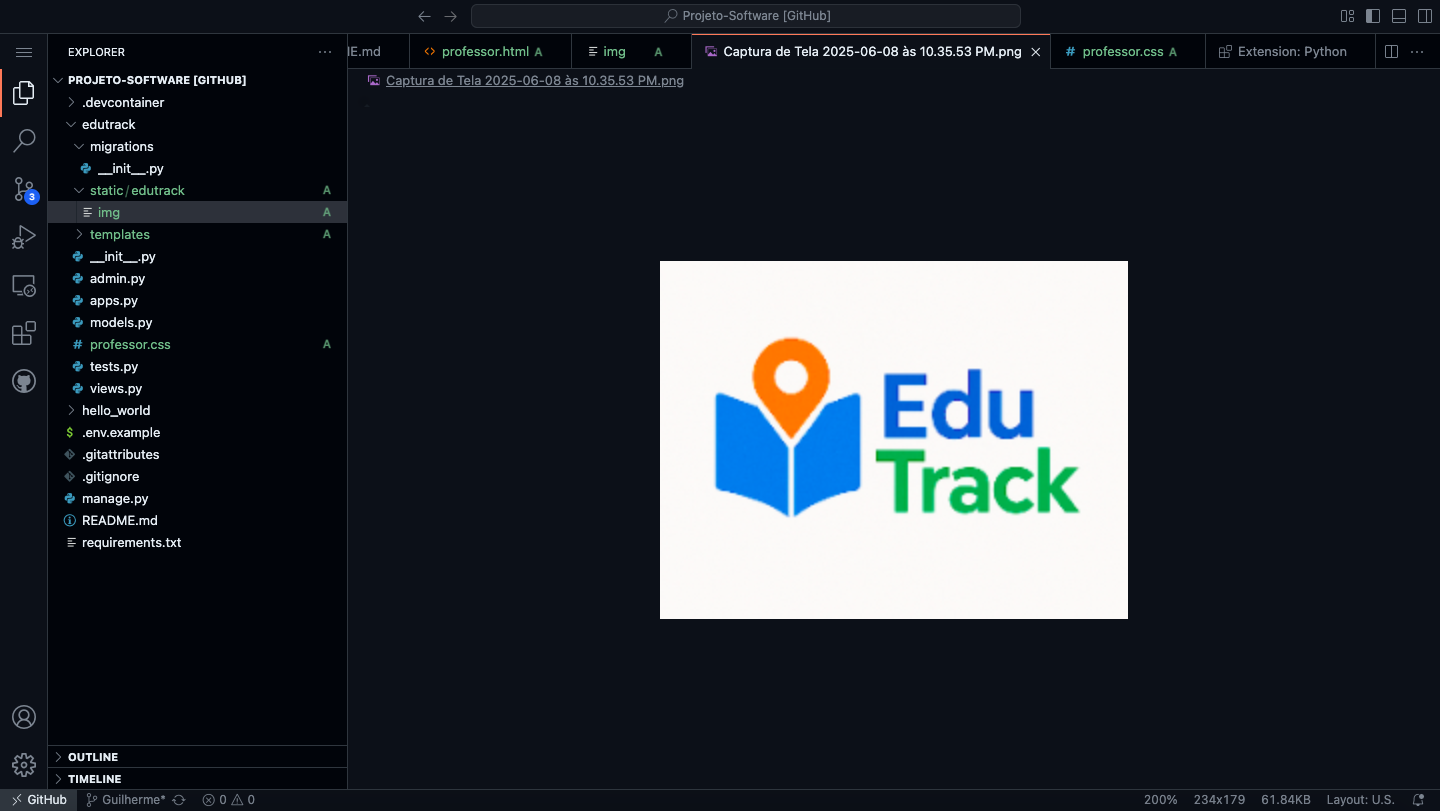 Projeto-Software [GitHub]
EXPLORER
E.md
professor.html A
img A
Captura de Tela 2025-06-08 às 10.35.53 PM.png
professor.css A
Extension: Python
PROJETO-SOFTWARE [GITHUB]
Captura de Tela 2025-06-08 às 10.35.53 PM.png
.devcontainer
edutrack
migrations
__init__.py
static/edutrack A
img A
templates A
__init__.py
admin.py
apps.py
models.py
professor.css A
tests.py
views.py
hello_world
.env.example
.gitattributes
.gitignore
manage.py
README.md
requirements.txt
3
Edu
Track
OUTLINE
TIMELINE
GitHub
Guilherme*
0
0
200%
234x179
61.84KB
Layout: U.S.